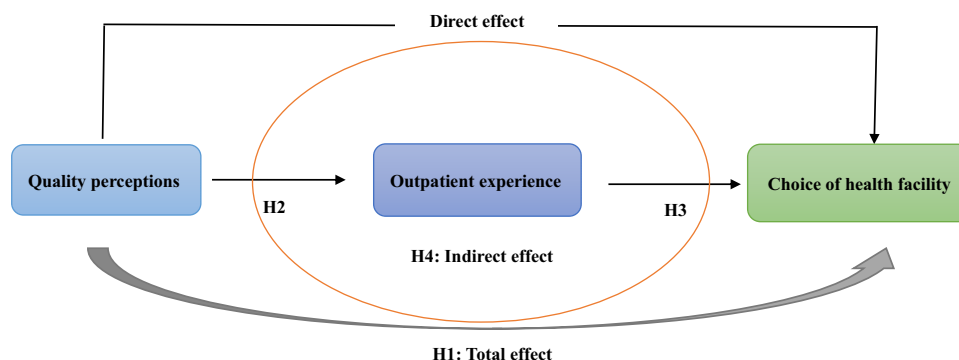 Direct effect
Quality perceptions
Outpatient experience
Choice of health facility
H2
H3
H4: Indirect effect
H1: Total effect